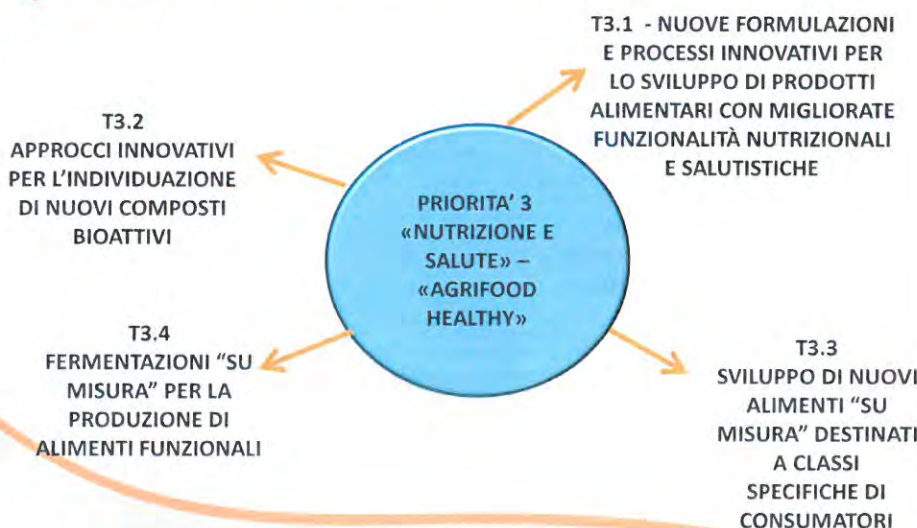 T3.1 - NUOVE FORMULAZIONI
E PROCESSI INNOVATIVI PER
LO SVILUPPO DI PRODOTTI
ALIMENTARI CON MIGLIORATE
FUNZIONALITÀ NUTRIZIONALI
E SALUTISTICHE
T3.2
APPROCCI INNOVATIVI
PER L'INDIVIDUAZIONE
DI NUOVI COMPOSTI
BIOATTIVI
PRIORITA' 3
«NUTRIZIONE E
SALUTE» –
«AGRIFOOD
HEALTHY»
T3.4
FERMENTAZIONI "SU
MISURA" PER LA
PRODUZIONE DI
ALIMENTI FUNZIONALI
T3.3
SVILUPPO DI NUOVI
ALIMENTI "SU
MISURA" DESTINATI
A CLASSI
SPECIFICHE DI
CONSUMATORI